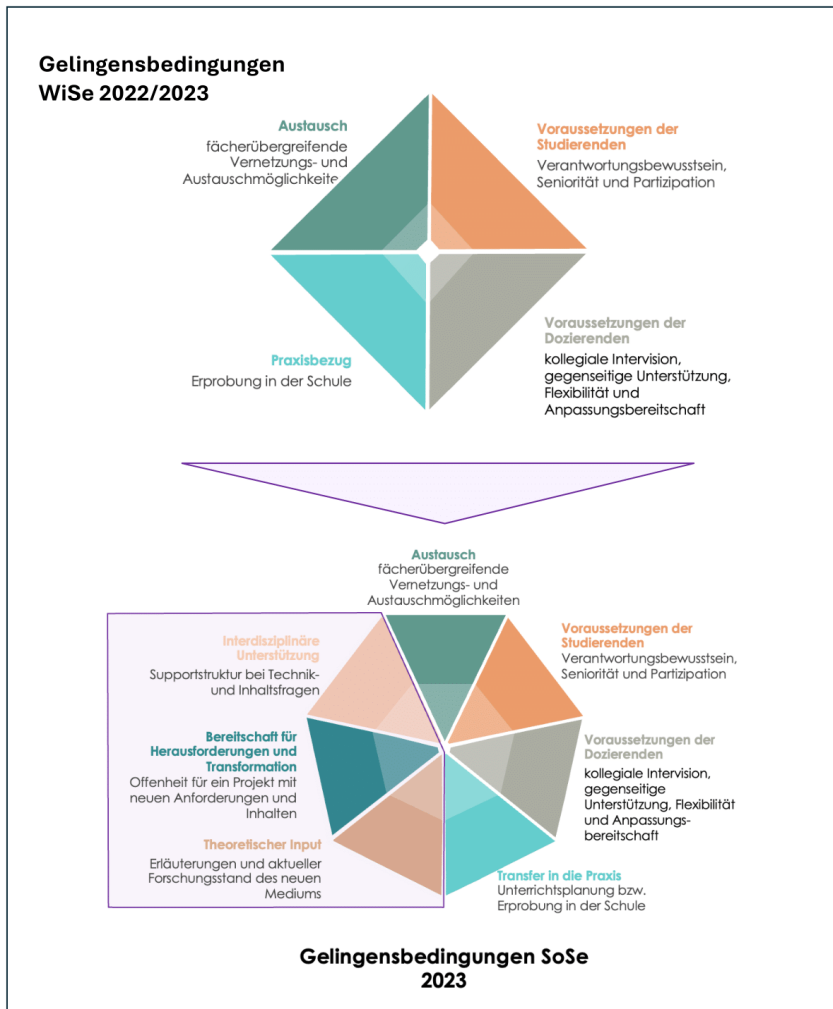 Gelingensbedingungen
WiSe 2022/2023
Austausch
fächerübergreifende
Vernetzungs- und
Austauschmöglichkeite
Voraussetzungen der
Studierenden
Verantwortungsbewusstsein,
Seniorität und Partizipation
Praxisbezug
Erprobung in der Schule
Voraussetzungen der
Dozierenden
kollegiale Intervision,
gegenseitige Unterstützung,
Flexibilität und
Anpassungsbereitschaft
Austausch
fächerübergreifende
Vernetzungs- und
Austauschmöglichkeiten
Interdisziplinäre
Unterstützung
Supportstruktur bei Technik-
und Inhaltsfragen
Voraussetzungen der
Studierenden
Verantwortungsbewusstsein,
Seniorität und Partizipation
Bereitschaft für
Herausforderungen und
Transformation
Offenheit für ein Projekt mit
neuen Anforderungen und
Inhalten
Voraussetzungen der
Dozierenden
kollegiale Intervision,
gegenseitige
Unterstützung, Flexibilität
und Anpassungs-
bereitschaft
Theoretischer Input
Erläuterungen und aktueller
Forschungsstand des neuen
Mediums
Transfer in die Praxis
Unterrichtsplanung bzw.
Erprobung in der Schule
Gelingensbedingungen SoSe
2023